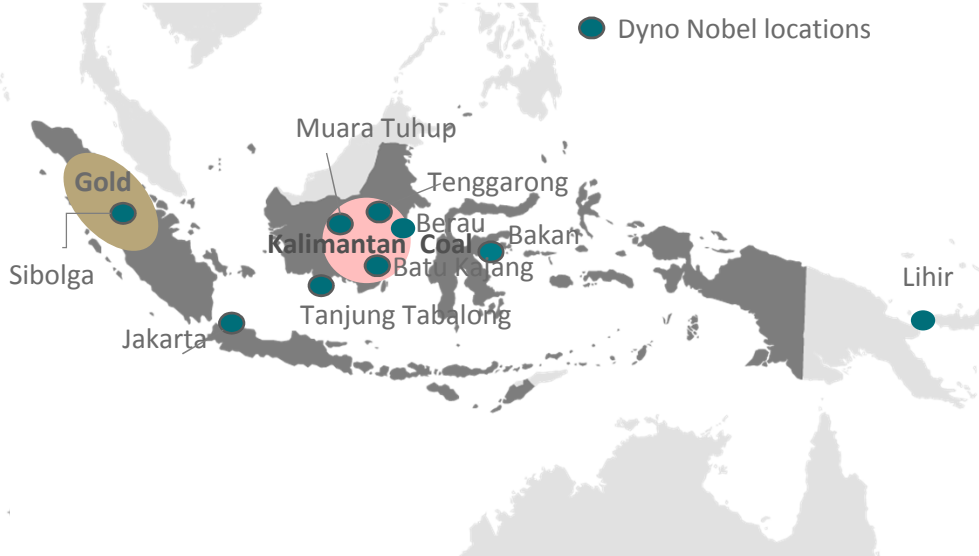 Dyno Nobel locations
Muara Tuhup
Gold
Tenggarong
Berau
Bakan
Kalimantan Coal
Batu Kajang
Sibolga
Lihir
Tanjung Tabalong
Jakarta